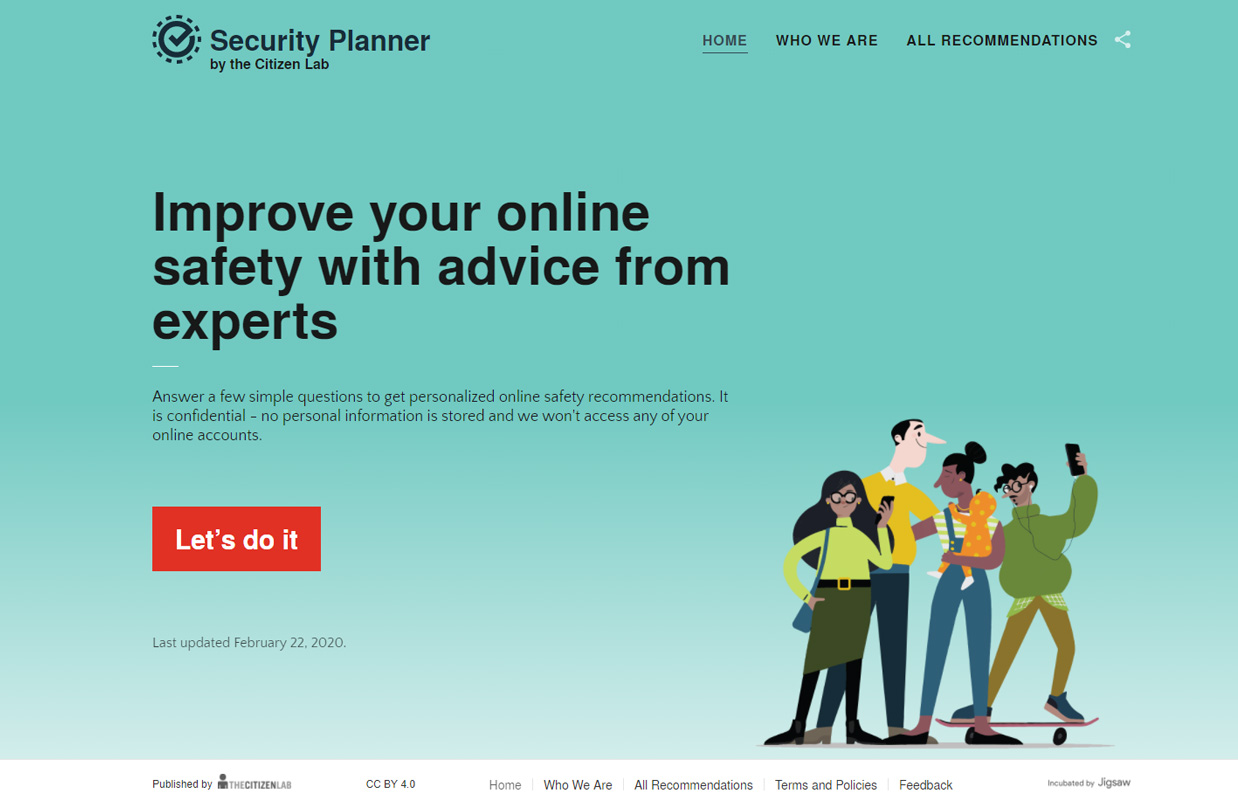 Security Planner
by the Citizen Lab
HOME WHO WE ARE ALL RECOMMENDATIONS
Improve your online
safety with advice from
experts
Answer a few simple questions to get personalized online safety recommendations. It
is confidential - no personal information is stored and we won't access any of your
online accounts.
Let's do it
Last updated February 22, 2020.
Published by THECITIZENLAB CC BY 4.0 Home Who We Are All Recommendations Terms and Policies Feedback Incubated by Jigsaw